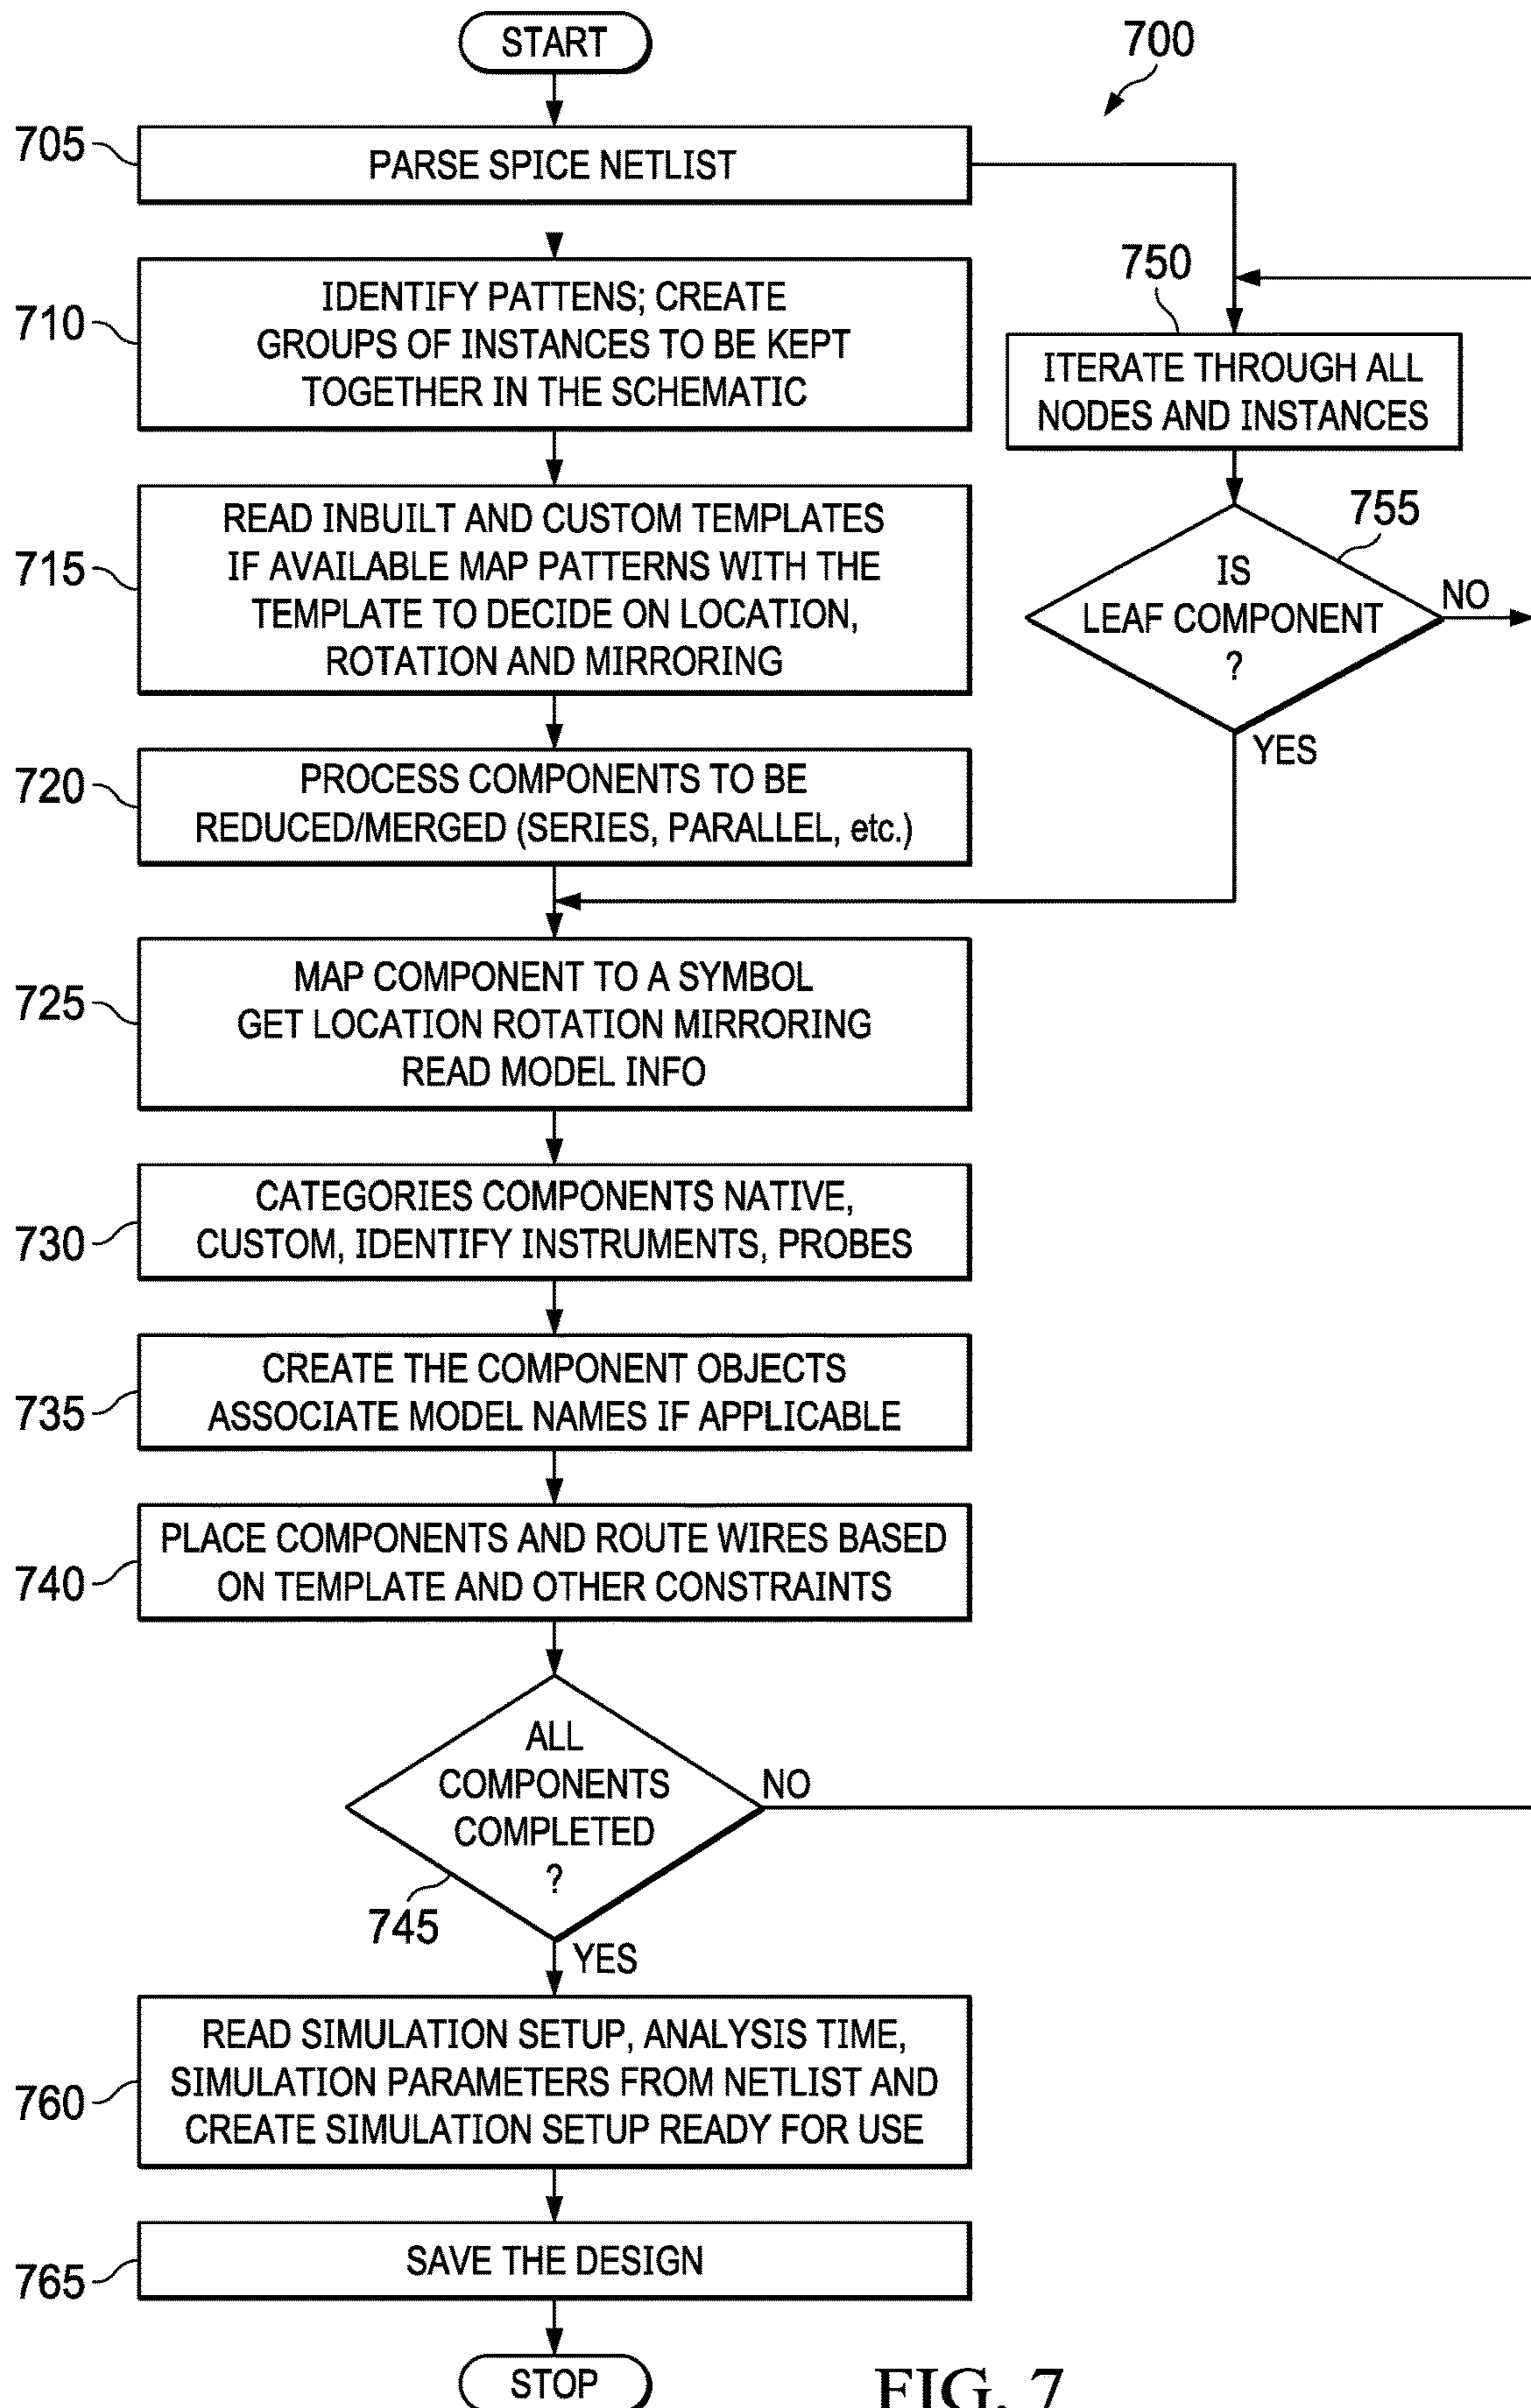 START
700
705
PARSE SPICE NETLIST
710
IDENTIFY PATTENS; CREATE
GROUPS OF INSTANCES TO BE KEPT
TOGETHER IN THE SCHEMATIC
750
ITERATE THROUGH ALL
NODES AND INSTANCES
715
READ INBUILT AND CUSTOM TEMPLATES
IF AVAILABLE MAP PATTERNS WITH THE
TEMPLATE TO DECIDE ON LOCATION,
ROTATION AND MIRRORING
755
IS
LEAF COMPONENT
?
NO
YES
720
PROCESS COMPONENTS TO BE
REDUCED/MERGED (SERIES, PARALLEL, etc.)
725
MAP COMPONENT TO A SYMBOL
GET LOCATION ROTATION MIRRORING
READ MODEL INFO
730
CATEGORIES COMPONENTS NATIVE,
CUSTOM, IDENTIFY INSTRUMENTS, PROBES
735
CREATE THE COMPONENT OBJECTS
ASSOCIATE MODEL NAMES IF APPLICABLE
740
PLACE COMPONENTS AND ROUTE WIRES BASED
ON TEMPLATE AND OTHER CONSTRAINTS
ALL
COMPONENTS
COMPLETED
?
NO
745
YES
760
READ SIMULATION SETUP, ANALYSIS TIME,
SIMULATION PARAMETERS FROM NETLIST AND
CREATE SIMULATION SETUP READY FOR USE
765
SAVE THE DESIGN
STOP
FIG. 7